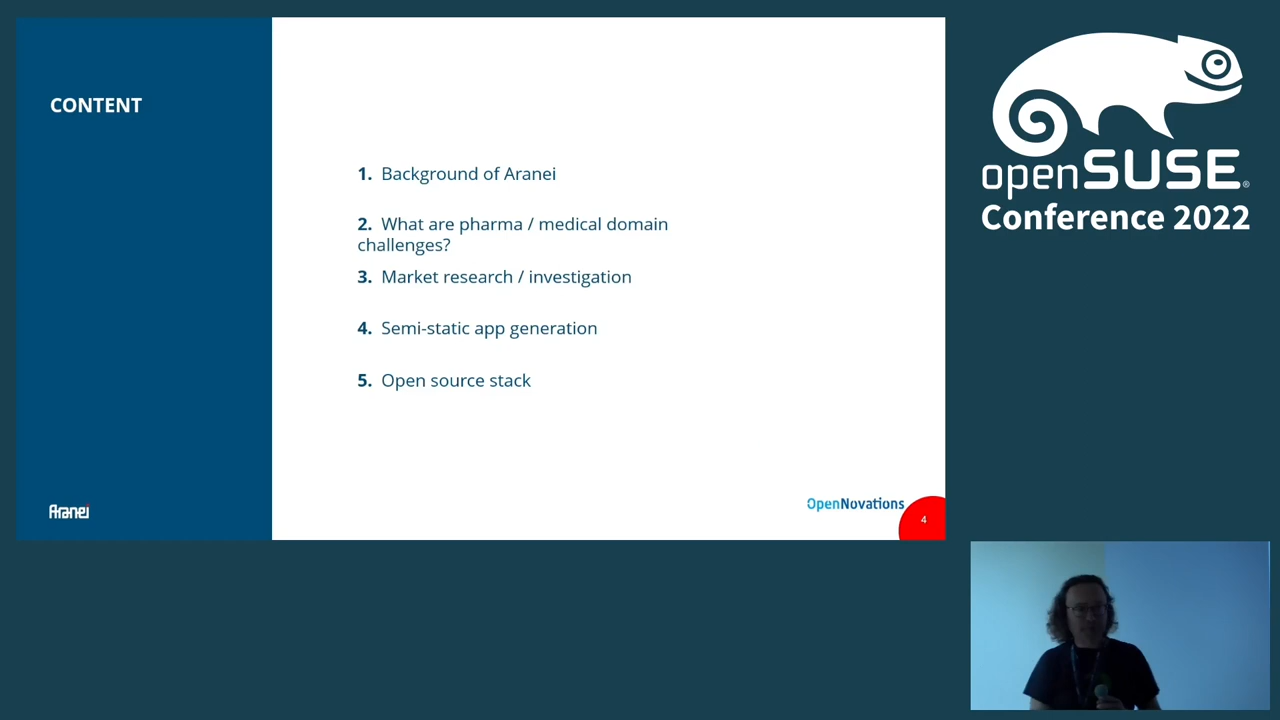 CONTENT
1. Background of Aranei
2. What are pharma / medical domain
challenges?
3. Market research / investigation
4. Semi-static app generation
5. Open source stack
Aranei
OpenNovations
4
openSUSE®
Conference 2022